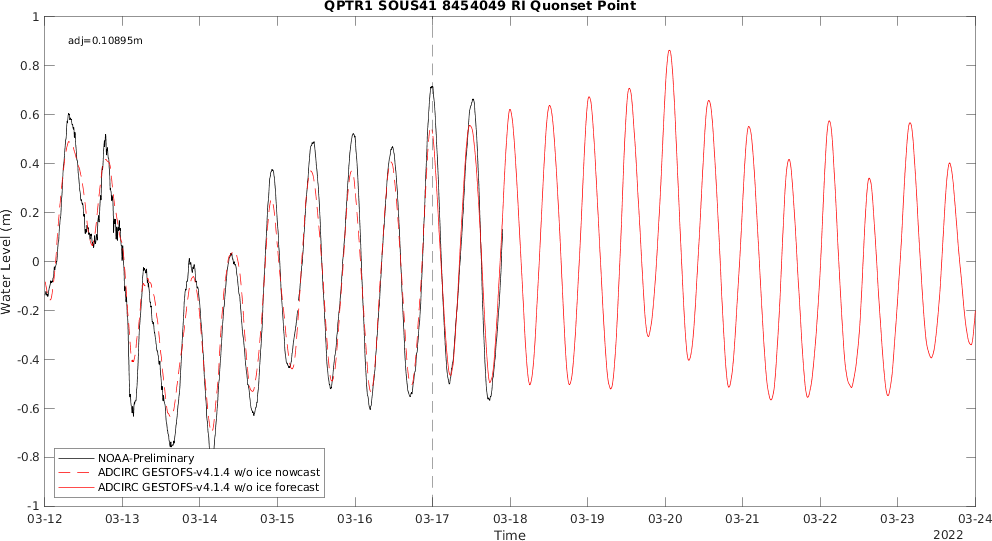 QPTR1 SOUS41 8454049 RI Quonset Point
adj=0.10895m
1
0.8
0.6
0.4
0.2
0
-0.2
-0.4
-0.6
-0.8
-1
Water Level (m)
NOAA-Preliminary
ADCIRC GESTOFS-v4.1.4 w/o ice nowcast
ADCIRC GESTOFS-v4.1.4 w/o ice forecast
03-12 03-13 03-14 03-15 03-16 03-17 03-18 03-19 03-20 03-21 03-22 03-23 03-24
Time
2022